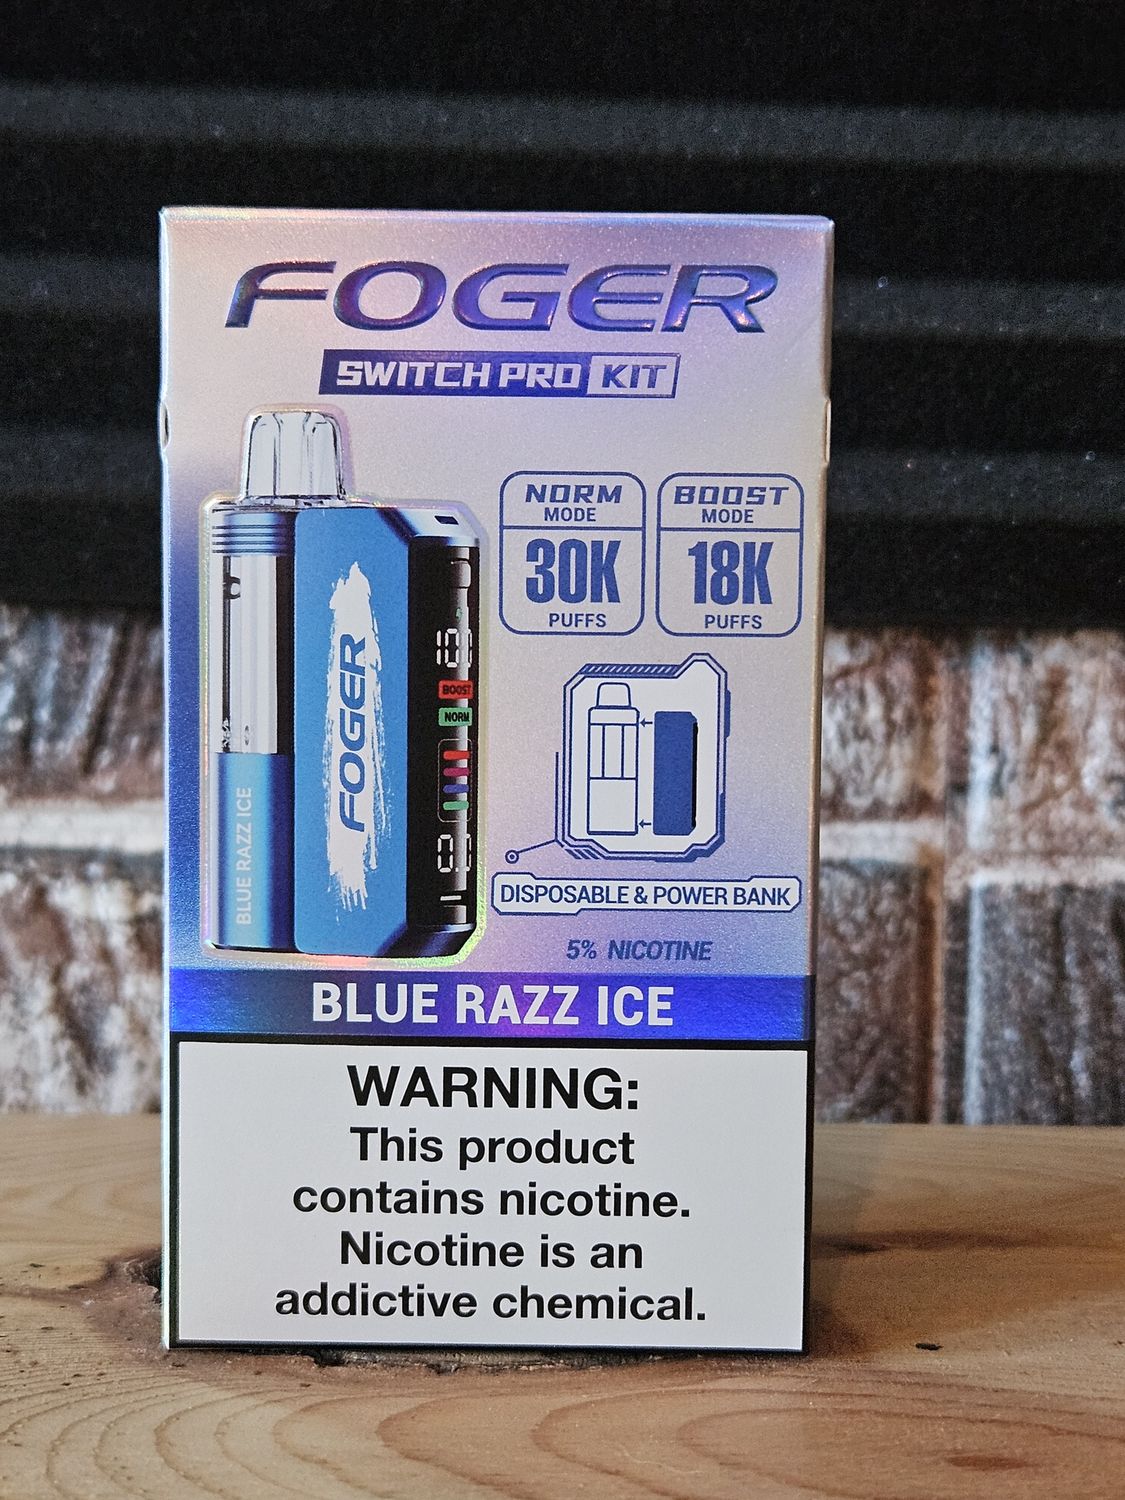 FOGER
SWITCH PRO KIT
NORM
MODE
30K
PUFFS
BOOST
MODE
18K
PUFFS
FOGER
BLUE RAZZ ICE
BOOST
NORM
DISPOSABLE & POWER BANK
5% NICOTINE
BLUE RAZZ ICE
WARNING:
This product
contains nicotine.
Nicotine is an
addictive chemical.